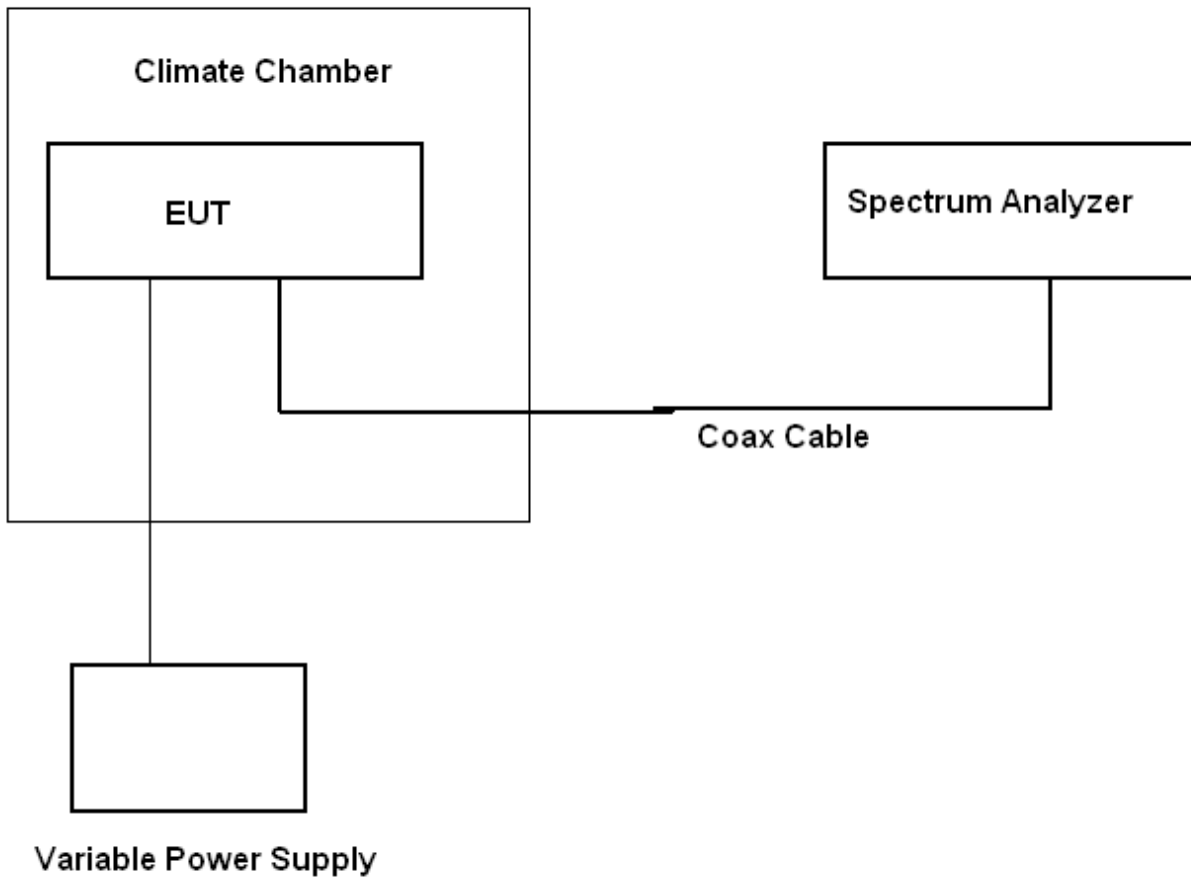 Climate Chamber
EUT
Spectrum Analyzer
Coax Cable
Variable Power Supply